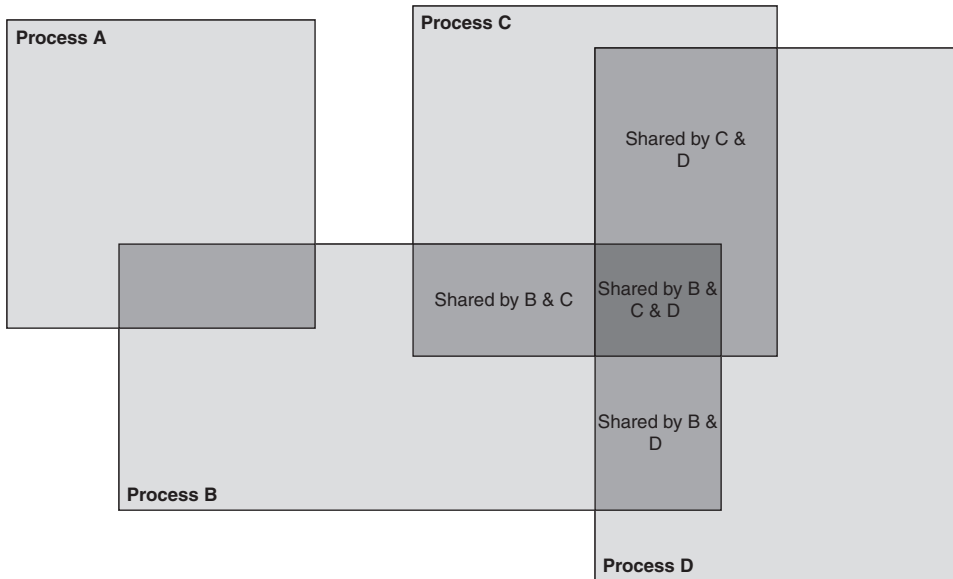 Process A
Process C
Shared by C &
D
Shared by B & C
Shared by B &
C & D
Shared by B &
D
Process B
Process D